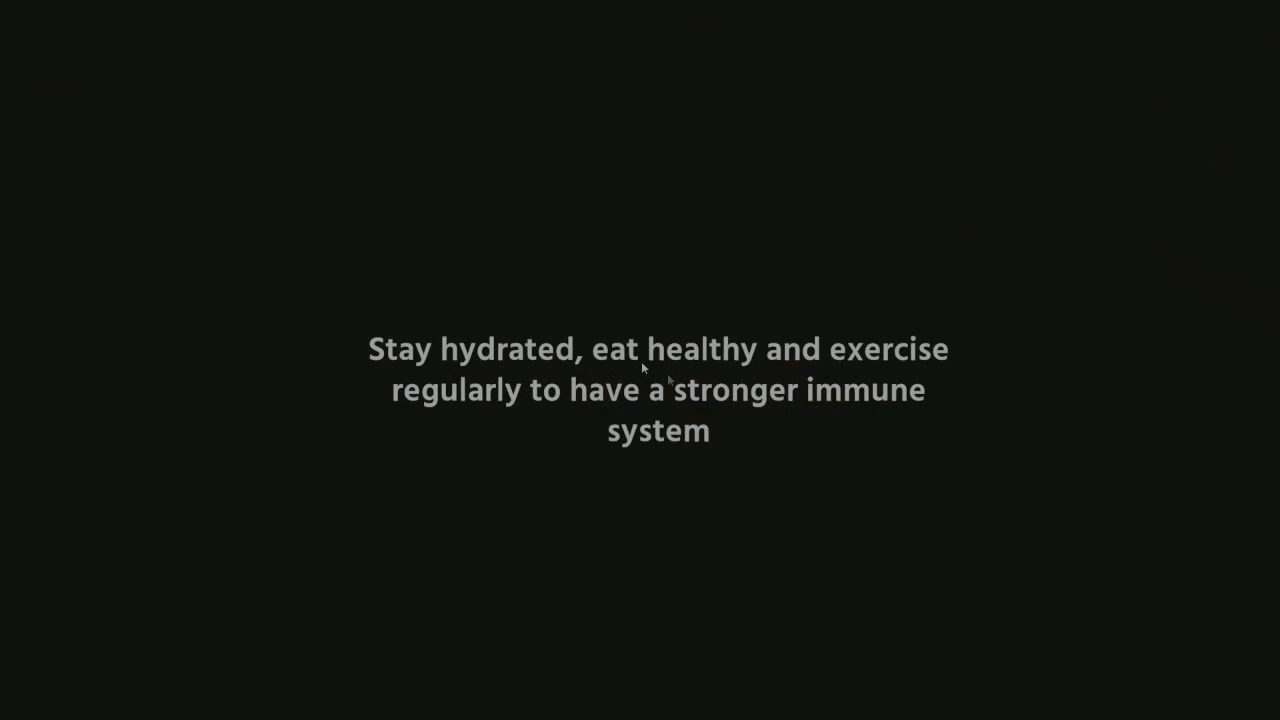 Stay hydrated, eat healthy and exercise
regularly to have a stronger immune
system